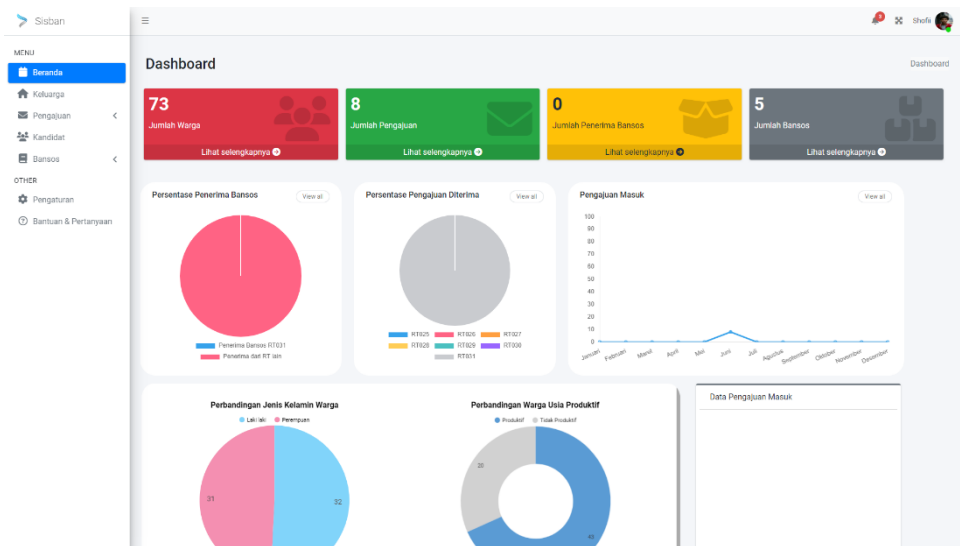 Sisban
9
Shofii
MENU
Beranda
Keluarga
Pengajuan
Kandidat
Bansos
OTHER
Pengaturan
Bantuan & Pertanyaan
Dashboard
Dashboard
73
Jumlah Warga
Lihat selengkapnya
8
Jumlah Pengajuan
Lihat selengkapnya
0
Jumlah Penerima Bansos
Lihat selengkapnya
5
Jumlah Bansos
Lihat selengkapnya
Persentase Penerima Bansos
View all
Penerima Bansos RT031
Penerima dari RT lain
Persentase Pengajuan Diterima
View all
RT025 RT026 RT027
RT028 RT029 RT030
RT031
Pengajuan Masuk
View all
100
90
80
70
60
50
40
30
20
10
0
Januari Februari Maret April Mei Juni Juli Agustus September Oktober November Desember
Perbandingan Jenis Kelamin Warga
Laki laki Perempuan
31
32
Perbandingan Warga Usia Produktif
Produktif Tidak Produktif
20
43
Data Pengajuan Masuk